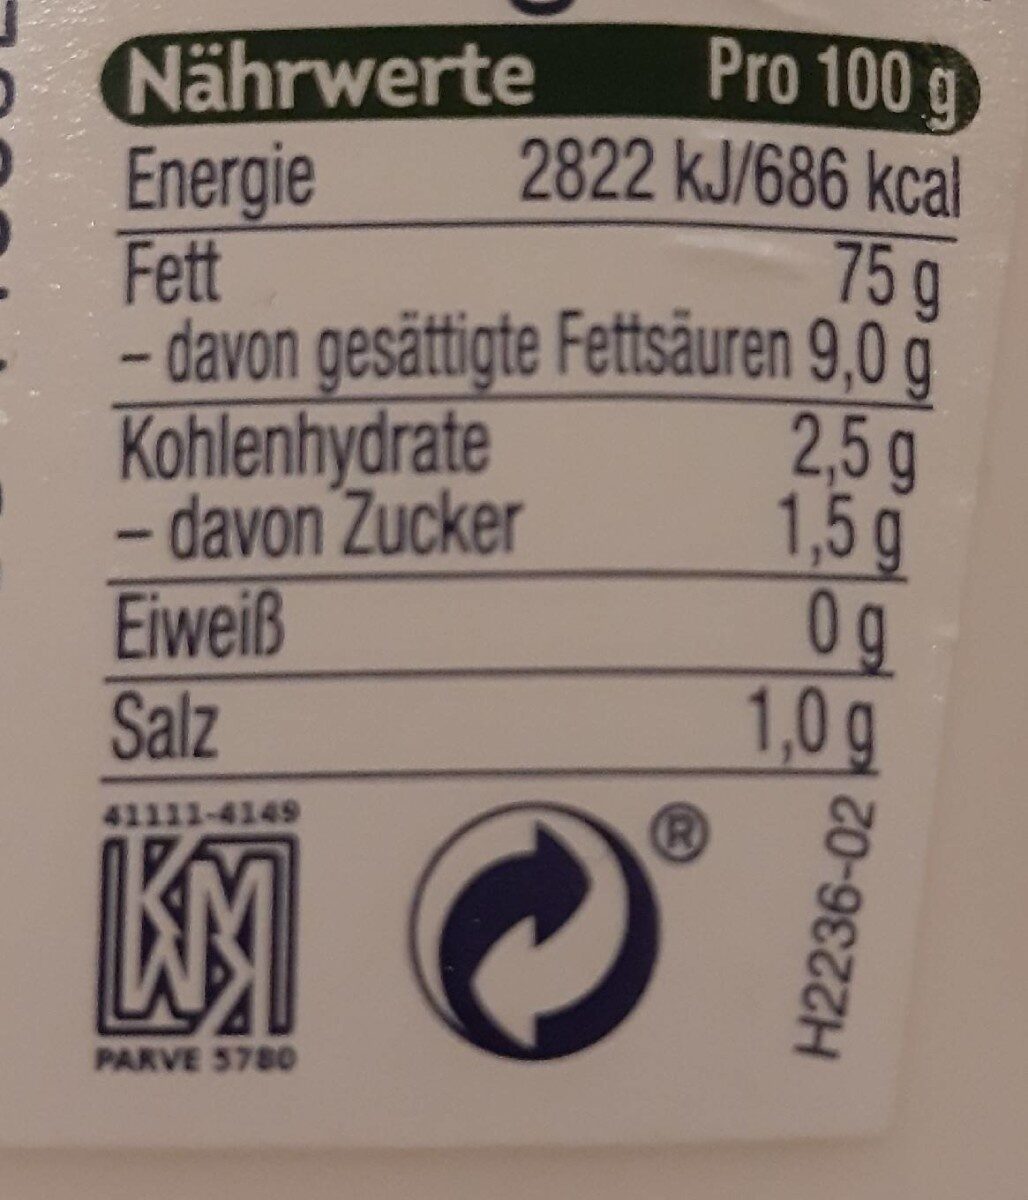 Nährwerte Pro 100 g
Energie 2822 kJ/686 kcal
Fett 75 g
– davon gesättigte Fettsäuren 9,0 g
Kohlenhydrate 2,5 g
– davon Zucker 1,5 g
Eiweiß 0 g
Salz 1,0 g
41111-4149
®
H2236-02
PARVE 5780